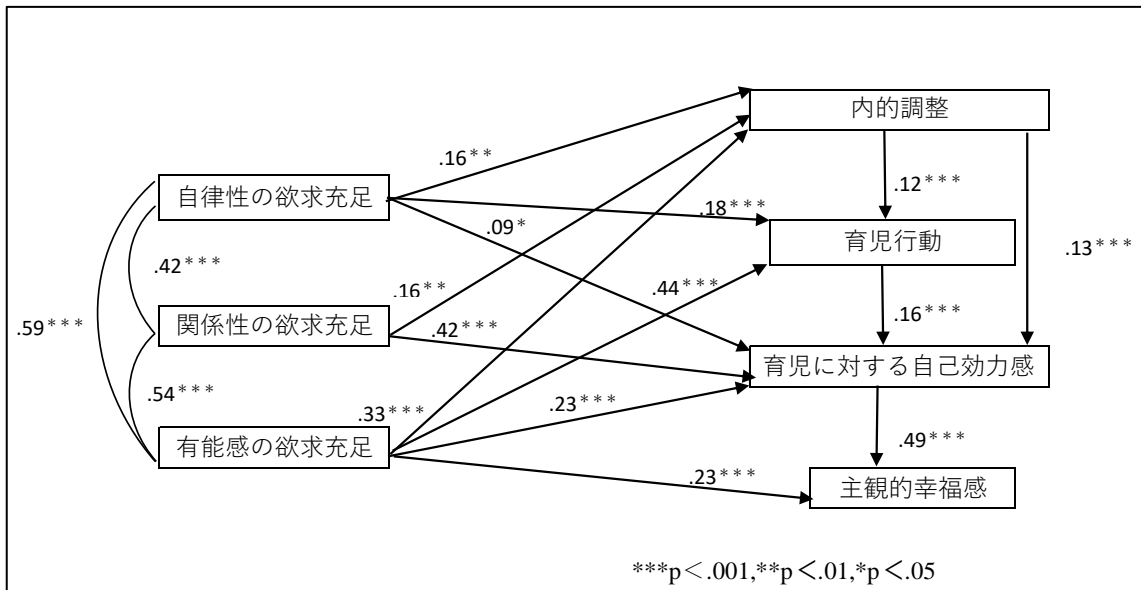 内的調整
.16**
自律性の欲求充足
.12***
.18***
.09*
育児行動
.13***
.42***
.16**
.44***
.59***
関係性の欲求充足
.42***
.16***
育児に対する自己効力感
.54***
.33***
.23***
有能感の欲求充足
.49***
.23***
主観的幸福感
***p<.001,**p<.01,*p<.05